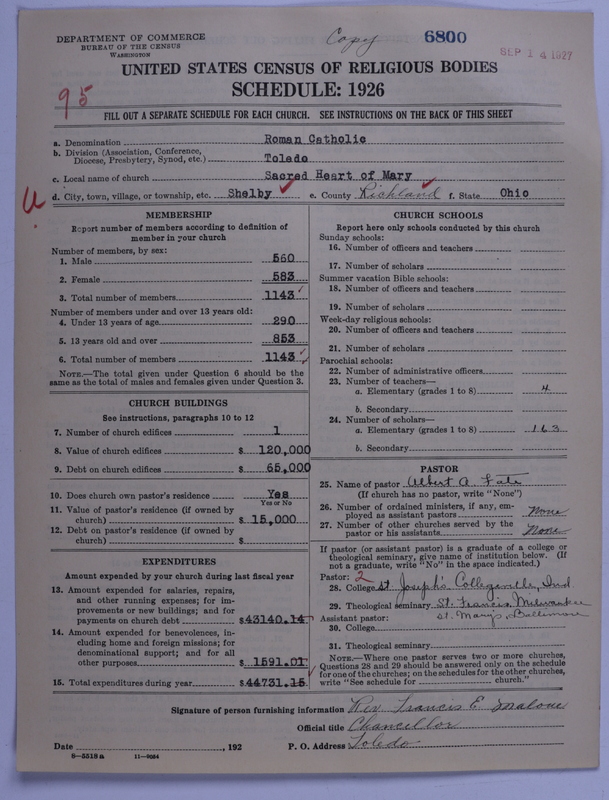 DEPARTMENT OF COMMERCE
BUREAU OF THE CENSUS
WASHINGTON
Copy
6800
SEP 14 1927
UNITED STATES CENSUS OF RELIGIOUS BODIES
SCHEDULE: 1926
95
FILL OUT A SEPARATE SCHEDULE FOR EACH CHURCH. SEE INSTRUCTIONS ON THE BACK OF THIS SHEET
a. Denomination Roman Catholic
b. Division (Association, Conference, Diocese, Presbytery, Synod, etc.) Toledo
c. Local name of church Sacred Heart of Mary
d. City, town, village, or township, etc. Shelby e. County Richland f. State Ohio
MEMBERSHIP
Report number of members according to definition of
member in your church
Number of members, by sex:
1. Male 560
2. Female 583
3. Total number of members 1143
Number of members under and over 13 years old:
4. Under 13 years of age 290
5. 13 years old and over 853
6. Total number of members 1143
NOTE.—The total given under Question 6 should be
same as the total of males and females given under Question 3.
CHURCH BUILDINGS
See instructions, paragraphs 10 to 12
7. Number of church edifices 1
8. Value of church edifices $ 120,000
9. Debt on church edifices $ 65,000
10. Does church own pastor's residence Yes
Yes or No
11. Value of pastor's residence (if owned by
church) $ 15,000
12. Debt on pastor's residence (if owned by
church) $
EXPENDITURES
Amount expended by your church during last fiscal year
13. Amount expended for salaries, repairs,
and other running expenses; for im-
provements or new buildings; and for
payments on church debt $43140.14
14. Amount expended for benevolences, in-
cluding home and foreign missions; for
denominational support; and for all
other purposes $ 1591.01
15. Total expenditures during year $44731.15
CHURCH SCHOOLS
Report here only schools conducted by this church
Sunday schools:
16. Number of officers and teachers
17. Number of scholars
Summer vacation Bible schools:
18. Number of officers and teachers
19. Number of scholars
Week-day religious schools:
20. Number of officers and teachers
21. Number of scholars
Parochial schools:
22. Number of administrative officers
23. Number of teachers—
a. Elementary (grades 1 to 8) 4
b. Secondary
24. Number of scholars—
a. Elementary (grades 1 to 8) 163
b. Secondary
PASTOR
25. Name of pastor Albert A. Fate
(If church has no pastor, write "None")
26. Number of ordained ministers, if any, em-
ployed as assistant pastors None
27. Number of other churches served by the
pastor or his assistants None
If pastor (or assistant pastor) is a graduate of a college or
theological seminary, give name of institution below. (If
not a graduate, write "No" in the space indicated.)
Pastor: 2
28. College St. Joseph's Collegeville, Ind
29. Theological seminary St. Francis, Milwaukee
Assistant pastor: St. Mary's, Baltimore
30. College
31. Theological seminary
NOTE.—Where one pastor serves two or more churches,
Questions 28 and 29 should be answered only on the schedule
for one of the churches; on the schedules for the other churches,
write "See schedule for church."
Signature of person furnishing information Rev Francis E. Malone
Official title Chancellor
Date , 192 P. O. Address Toledo
8—5518a 11—9034